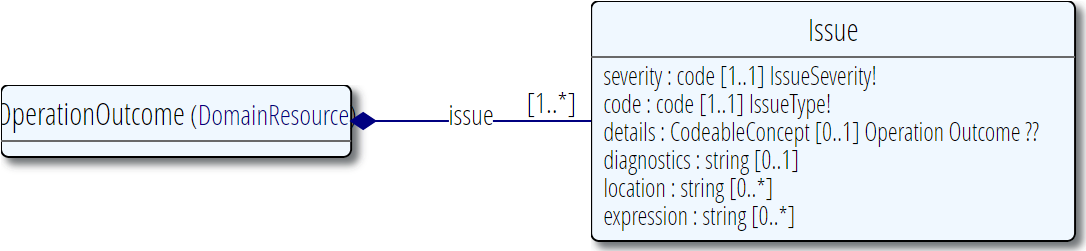 OperationOutcome (DomainResource)
issue
[1..*]
Issue
severity : code [1..1] IssueSeverity!
code : code [1..1] IssueType!
details : CodeableConcept [0..1] Operation Outcome ??
diagnostics : string [0..1]
location : string [0..*]
expression : string [0..*]